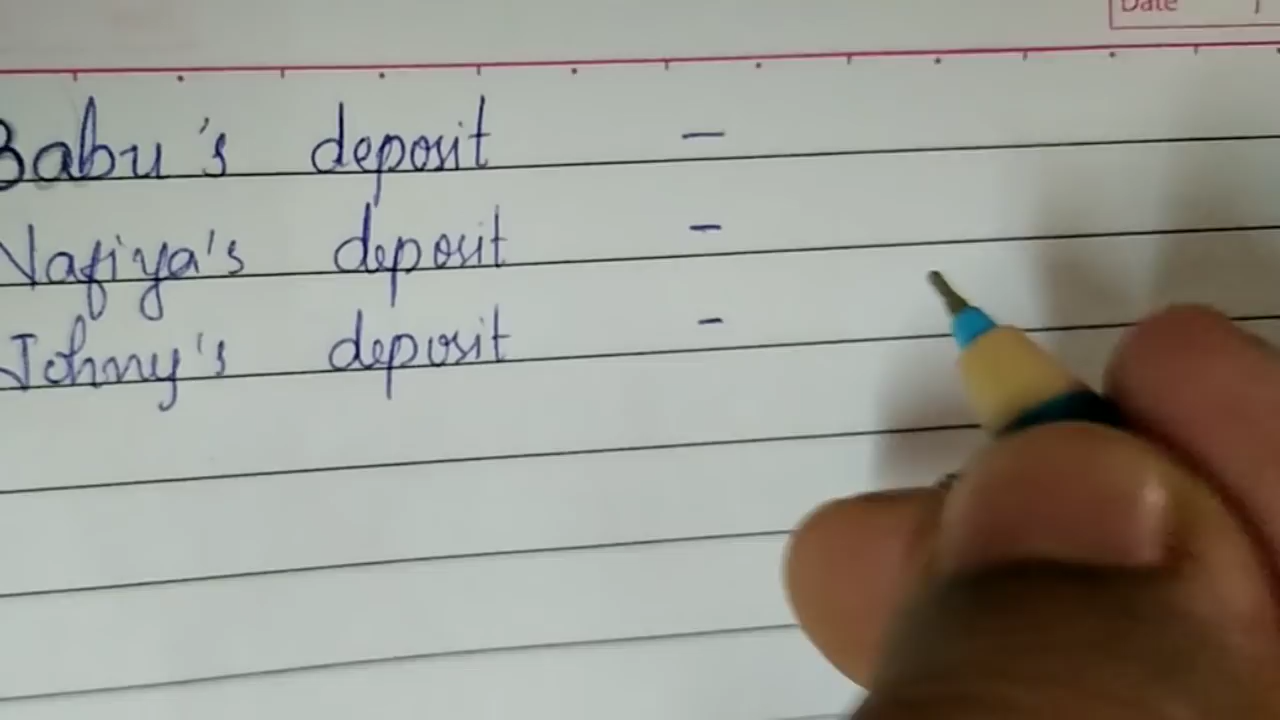 Date
Babu's deposit -
Nafiya's deposit -
Johny's deposit -